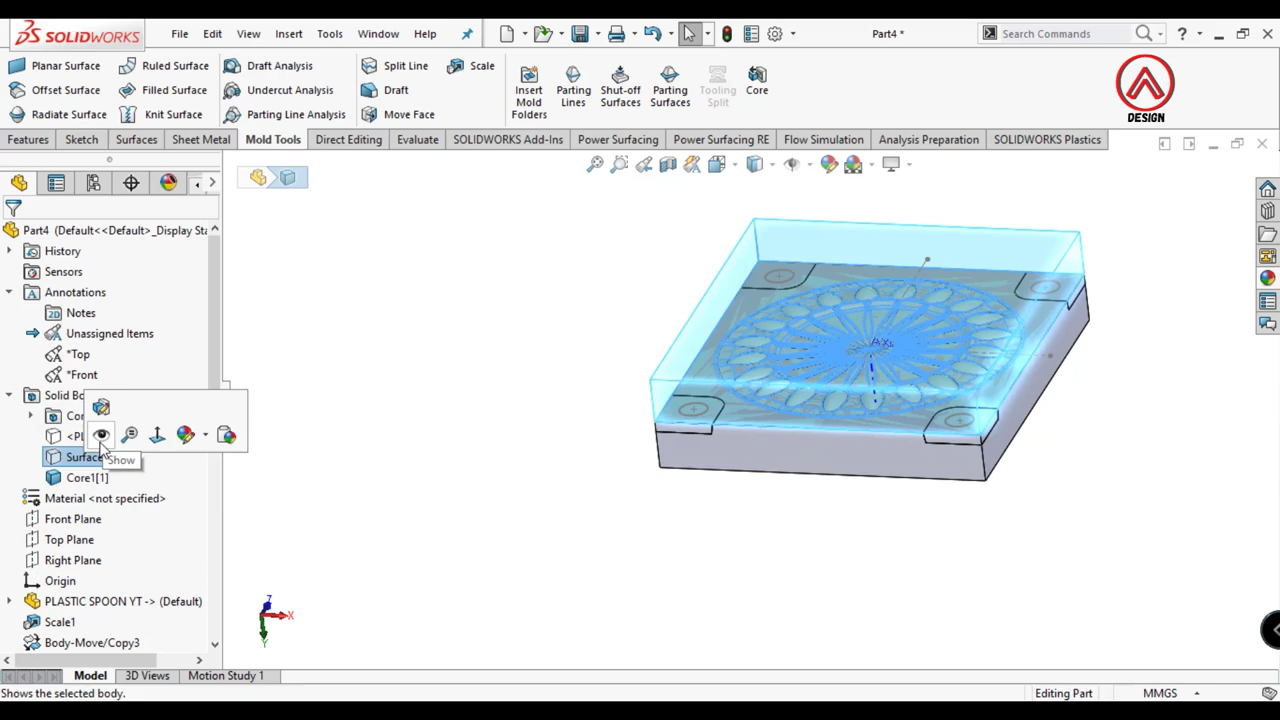 SOLIDWORKS File Edit View Insert Tools Window Help Part4 * Search Commands ?
Planar Surface Ruled Surface Draft Analysis Split Line Scale
Offset Surface Filled Surface Undercut Analysis Draft
Radiate Surface Knit Surface Parting Line Analysis Move Face
Insert Mold Folders Parting Lines Shut-off Surfaces Parting Surfaces Tooling Split Core
DESIGN
Features Sketch Surfaces Sheet Metal Mold Tools Direct Editing Evaluate SOLIDWORKS Add-Ins Power Surfacing Power Surfacing RE Flow Simulation Analysis Preparation SOLIDWORKS Plastics
Part4 (Default<<Default>_Display Sta
History
Sensors
Annotations
Notes
Unassigned Items
*Top
*Front
Solid Bo
Co
<PL
Surface
Show
Core1[1]
Material <not specified>
Front Plane
Top Plane
Right Plane
Origin
PLASTIC SPOON YT -> (Default)
Scale1
Body-Move/Copy3
Z
X
Y
Model 3D Views Motion Study 1
Shows the selected body. Editing Part MMGS